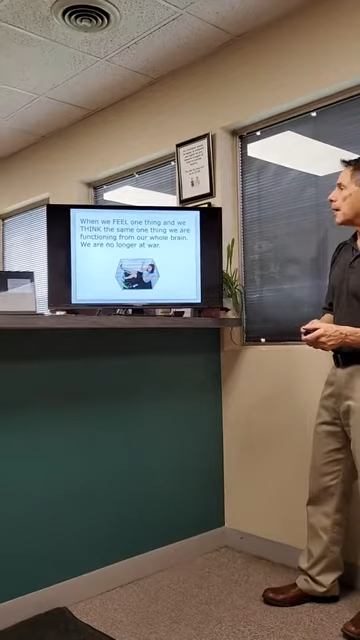 When we FEEL one thing and we
THINK the same one thing we are
functioning from our whole brain.
We are no longer at war.